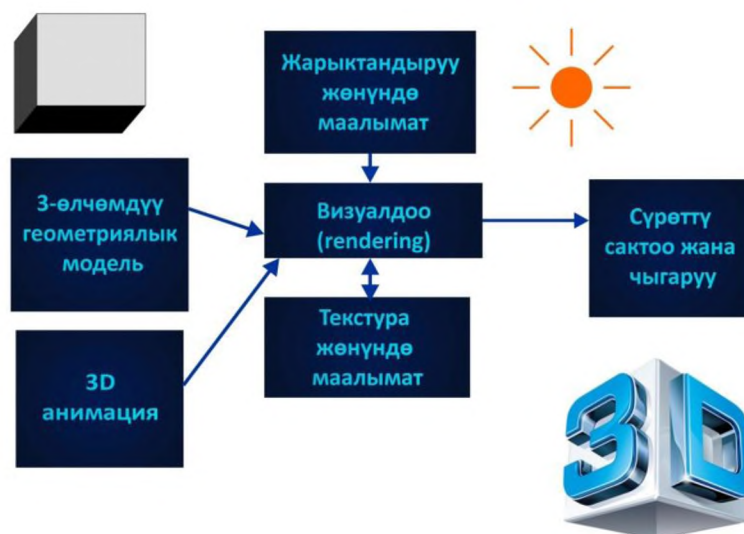 Жарыктандыруу
жөнүндө
маалымат
3-өлчөмдүү
геометриялык
модель
Визуалдоо
(rendering)
Сүрөттү
сактоо жана
чыгаруу
Текстура
жөнүндө
маалымат
3D
анимация
3D